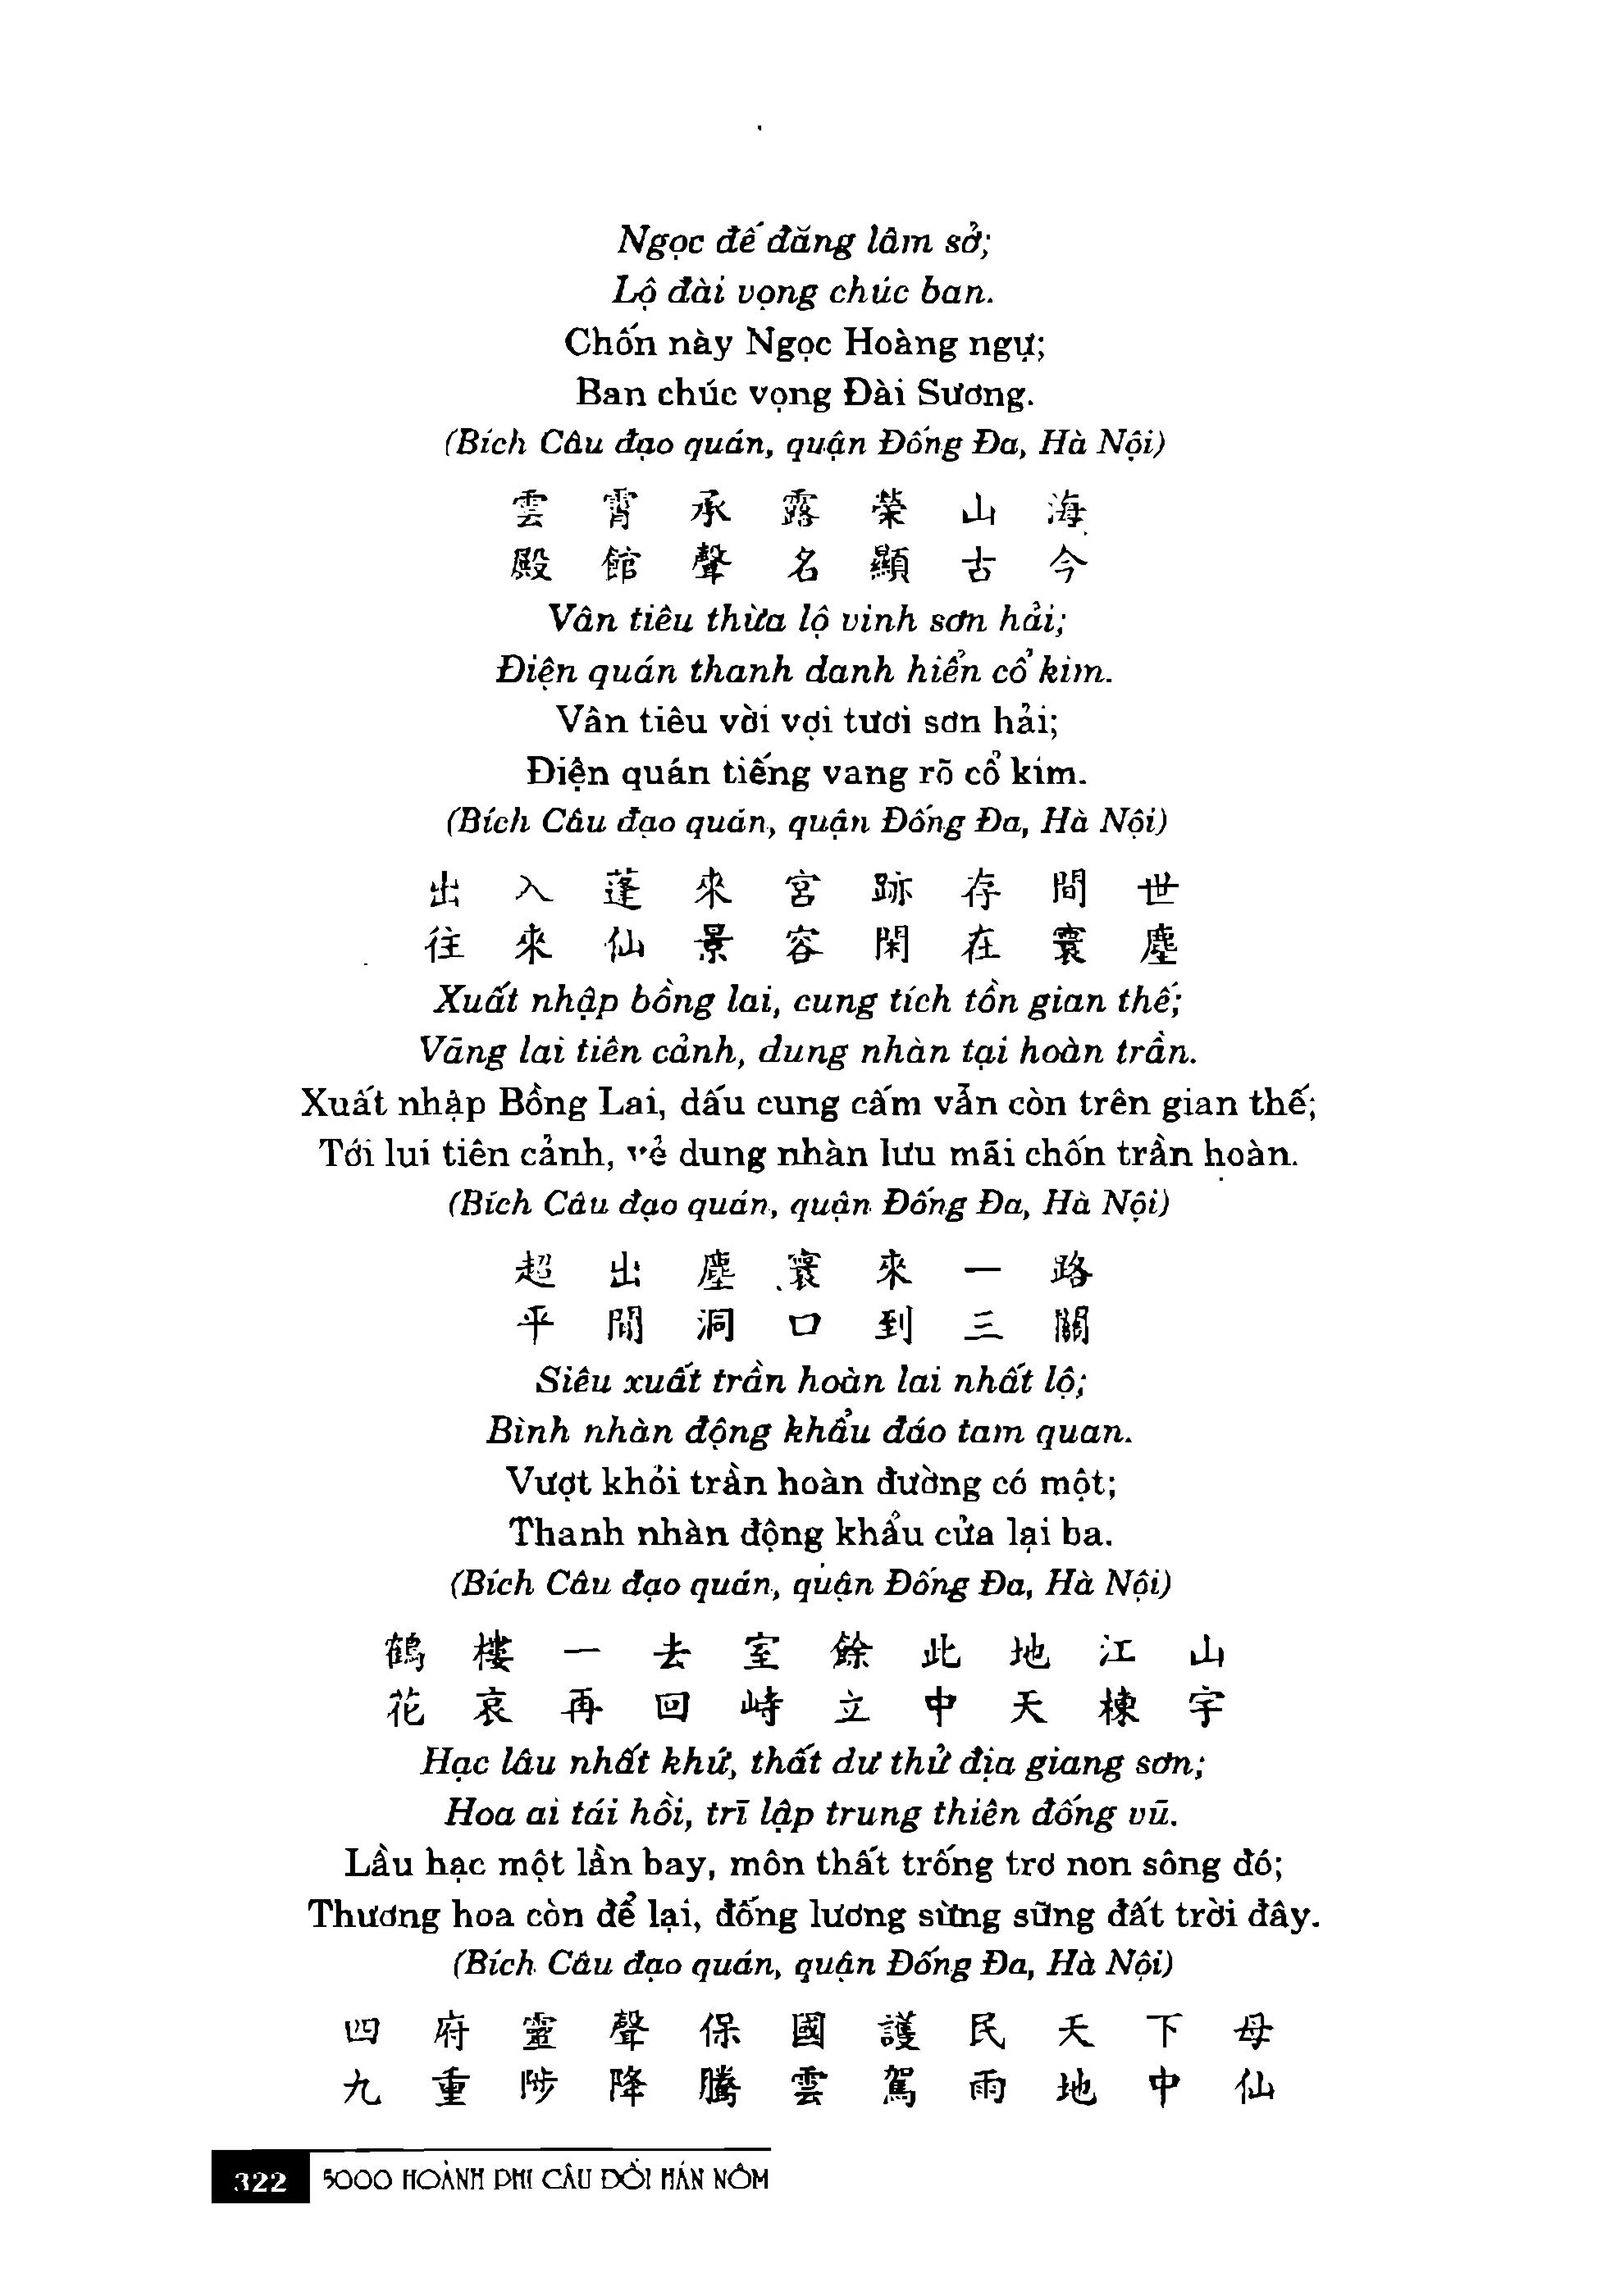 Ngọc đế đăng lâm sở;
Lộ đài vọng chúc ban.
Chốn này Ngọc Hoàng ngự;
Ban chúc vọng Đài Sương.
(Bích Câu đạo quán, quận Đống Đa, Hà Nội)
雲 霄 承 露 榮 山 海
殿 館 聲 名 顯 古 今
Vân tiêu thừa lộ vinh sơn hải;
Điện quán thanh danh hiển cổ kim.
Vân tiêu vời vợi tươi sơn hải;
Điện quán tiếng vang rõ cổ kim.
(Bích Câu đạo quán, quận Đống Đa, Hà Nội)
出 入 蓬 來 宮 跡 存 間 世
往 來 仙 景 容 閑 在 寰 塵
Xuất nhập bồng lai, cung tích tồn gian thế;
Vãng lai tiên cảnh, dung nhàn tại hoàn trần.
Xuất nhập Bồng Lai, dấu cung cấm vẫn còn trên gian thế;
Tới lui tiên cảnh, vẻ dung nhàn lưu mãi chốn trần hoàn.
(Bích Câu đạo quán, quận Đống Đa, Hà Nội)
超 出 塵 寰 來 一 路
平 閒 洞 口 到 三 關
Siêu xuất trần hoàn lai nhất lộ;
Bình nhàn động khẩu đáo tam quan.
Vượt khỏi trần hoàn đường có một;
Thanh nhàn động khẩu cửa lại ba.
(Bích Câu đạo quán, quận Đống Đa, Hà Nội)
鶴 樓 一 去 室 餘 此 地 江 山
花 哀 再 回 峙 立 中 天 棟 宇
Hạc lâu nhất khứ, thất dư thử địa giang sơn;
Hoa ai tái hồi, trĩ lập trung thiên đống vũ.
Lầu hạc một lần bay, môn thất trống trơ non sông đó;
Thương hoa còn để lại, đống lương sừng sững đất trời đây.
(Bích Câu đạo quán, quận Đống Đa, Hà Nội)
四 府 靈 聲 保 國 護 民 天 下 母
九 重 陟 降 騰 雲 駕 雨 地 中 仙
322 5000 HOÀNH PHI CÂU ĐỐI HÁN NÔM